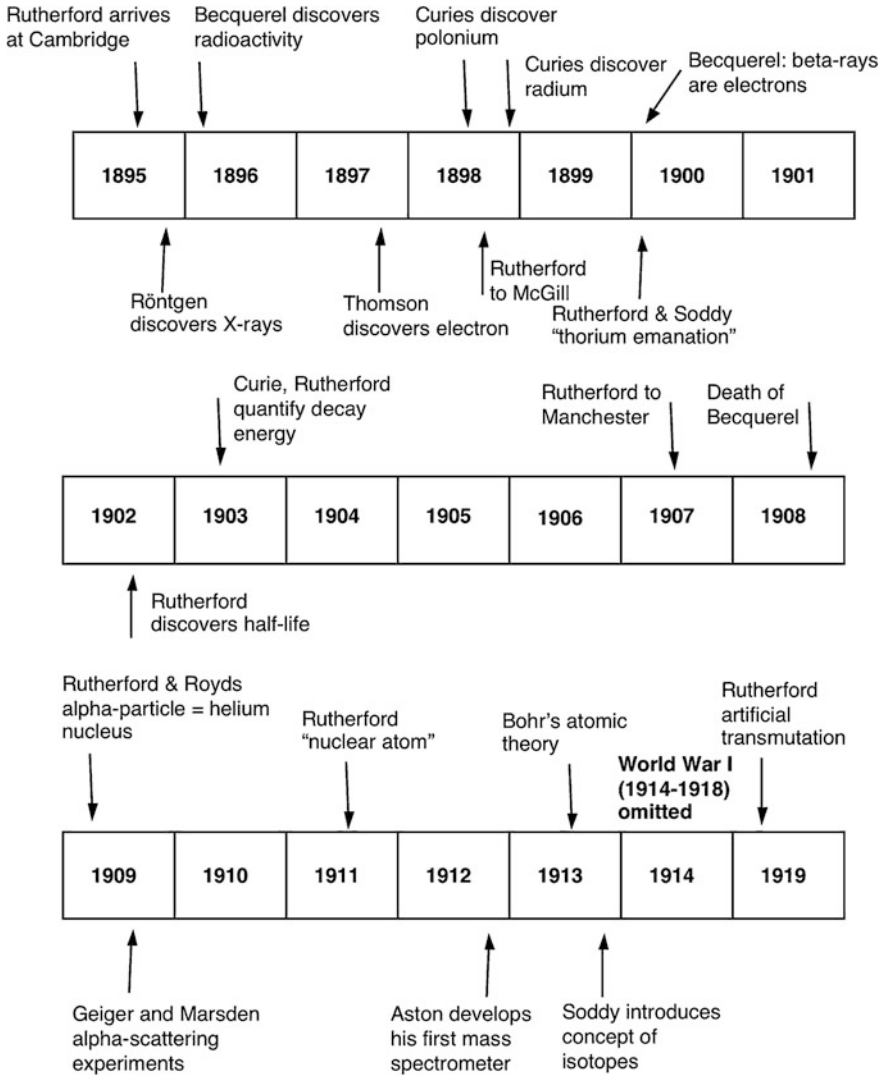 Rutherford arrives
at Cambridge
Becquerel discovers
radioactivity
Curies discover
polonium
Curies discover
radium
Becquerel: beta-rays
are electrons
1895
1896
1897
1898
1899
1900
1901
Röntgen
discovers X-rays
Thomson
discovers electron
Rutherford
to McGill
Rutherford & Soddy
“thorium emanation”
Curie, Rutherford
quantify decay
energy
Rutherford to
Manchester
Death of
Becquerel
1902
1903
1904
1905
1906
1907
1908
Rutherford
discovers half-life
Rutherford & Royds
alpha-particle = helium
nucleus
Rutherford
“nuclear atom”
Bohr's atomic
theory
World War I
(1914-1918)
omitted
Rutherford
artificial
transmutation
1909
1910
1911
1912
1913
1914
1919
Geiger and Marsden
alpha-scattering
experiments
Aston develops
his first mass
spectrometer
Soddy introduces
concept of
isotopes